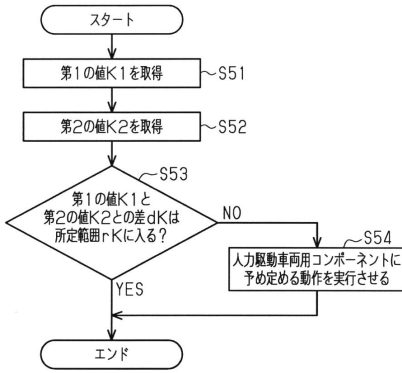 スタート
第1の値K1を取得
S51
第2の値K2を取得
S52
S53
第1の値K1と
第2の値K2との差dKは
所定範囲rKに入る?
NO
S54
人力駆動車両用コンポーネントに
予め定める動作を実行させる
YES
エンド